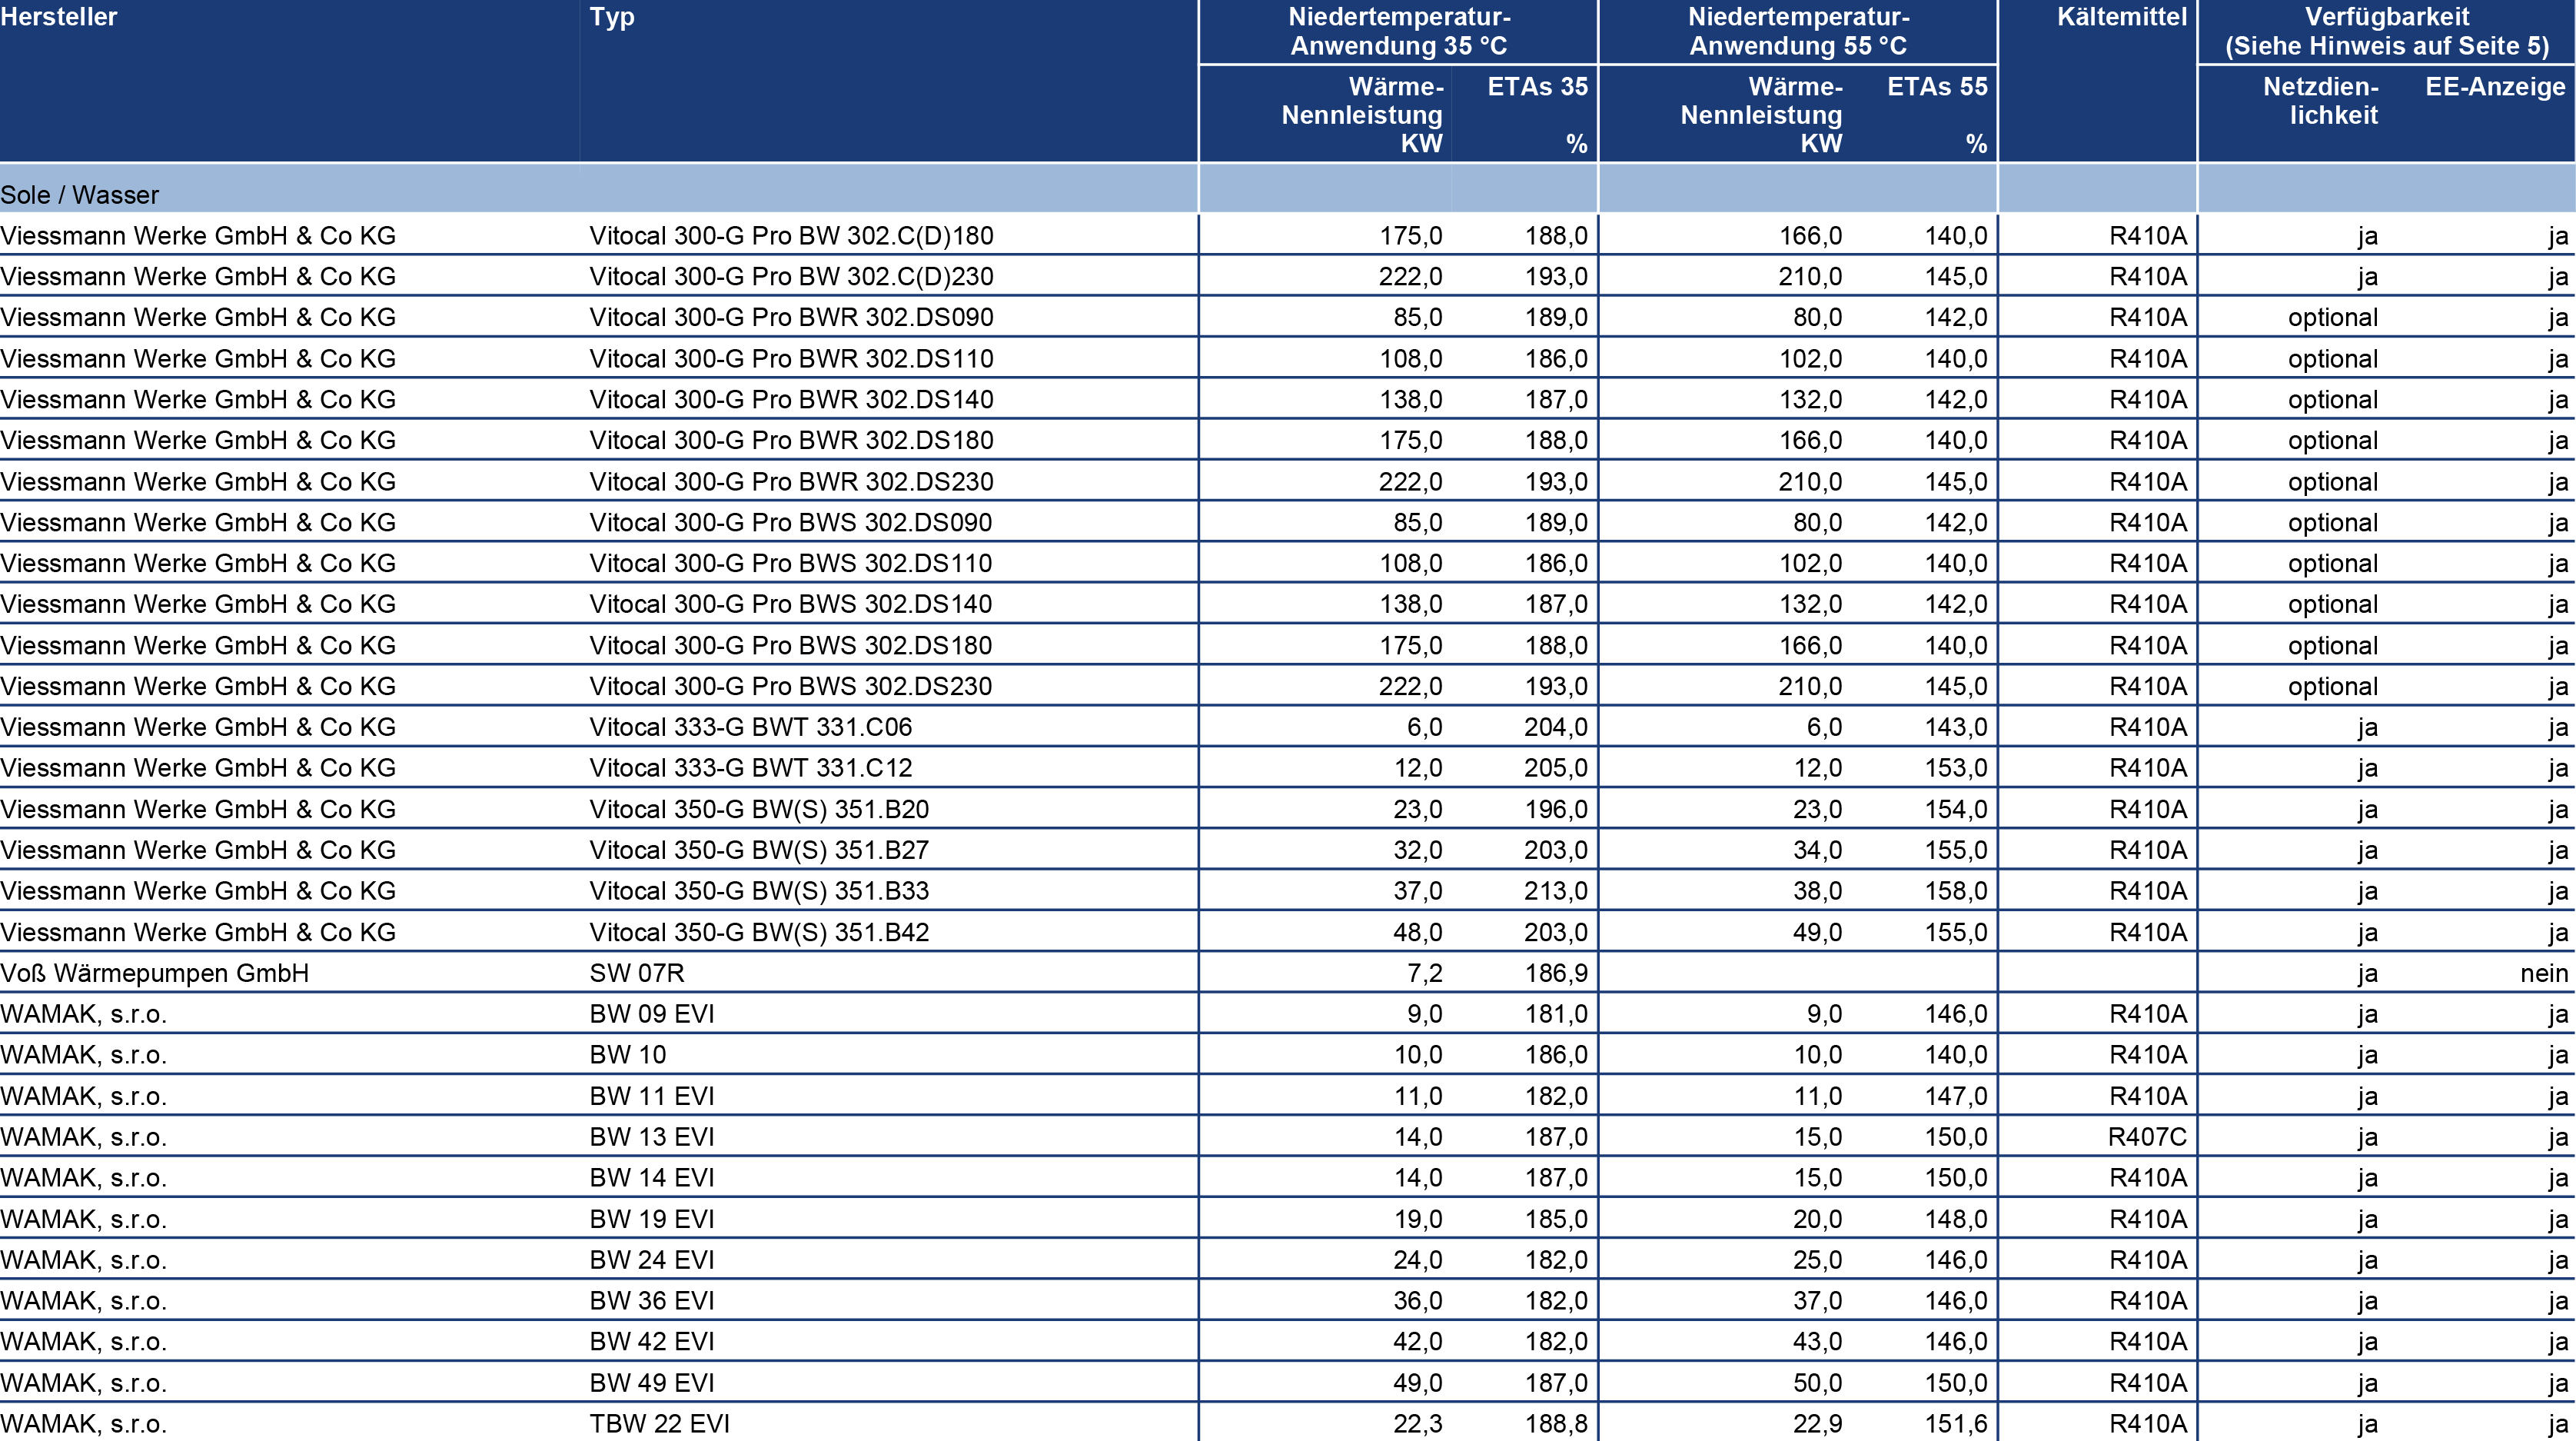 Hersteller Typ Niedertemperatur- Niedertemperatur- Kältemittel Verfügbarkeit
Anwendung 35 °C Anwendung 55 °C (Siehe Hinweis auf Seite 5)
Wärme- ETAs 35 Wärme- ETAs 55 Netzdien- EE-Anzeige
Nennleistung Nennleistung lichkeit
KW % KW %
Sole / Wasser
Viessmann Werke GmbH & Co KG Vitocal 300-G Pro BW 302.C(D)180 175,0 188,0 166,0 140,0 R410A ja ja
Viessmann Werke GmbH & Co KG Vitocal 300-G Pro BW 302.C(D)230 222,0 193,0 210,0 145,0 R410A ja ja
Viessmann Werke GmbH & Co KG Vitocal 300-G Pro BWR 302.DS090 85,0 189,0 80,0 142,0 R410A optional ja
Viessmann Werke GmbH & Co KG Vitocal 300-G Pro BWR 302.DS110 108,0 186,0 102,0 140,0 R410A optional ja
Viessmann Werke GmbH & Co KG Vitocal 300-G Pro BWR 302.DS140 138,0 187,0 132,0 142,0 R410A optional ja
Viessmann Werke GmbH & Co KG Vitocal 300-G Pro BWR 302.DS180 175,0 188,0 166,0 140,0 R410A optional ja
Viessmann Werke GmbH & Co KG Vitocal 300-G Pro BWR 302.DS230 222,0 193,0 210,0 145,0 R410A optional ja
Viessmann Werke GmbH & Co KG Vitocal 300-G Pro BWS 302.DS090 85,0 189,0 80,0 142,0 R410A optional ja
Viessmann Werke GmbH & Co KG Vitocal 300-G Pro BWS 302.DS110 108,0 186,0 102,0 140,0 R410A optional ja
Viessmann Werke GmbH & Co KG Vitocal 300-G Pro BWS 302.DS140 138,0 187,0 132,0 142,0 R410A optional ja
Viessmann Werke GmbH & Co KG Vitocal 300-G Pro BWS 302.DS180 175,0 188,0 166,0 140,0 R410A optional ja
Viessmann Werke GmbH & Co KG Vitocal 300-G Pro BWS 302.DS230 222,0 193,0 210,0 145,0 R410A optional ja
Viessmann Werke GmbH & Co KG Vitocal 333-G BWT 331.C06 6,0 204,0 6,0 143,0 R410A ja ja
Viessmann Werke GmbH & Co KG Vitocal 333-G BWT 331.C12 12,0 205,0 12,0 153,0 R410A ja ja
Viessmann Werke GmbH & Co KG Vitocal 350-G BW(S) 351.B20 23,0 196,0 23,0 154,0 R410A ja ja
Viessmann Werke GmbH & Co KG Vitocal 350-G BW(S) 351.B27 32,0 203,0 34,0 155,0 R410A ja ja
Viessmann Werke GmbH & Co KG Vitocal 350-G BW(S) 351.B33 37,0 213,0 38,0 158,0 R410A ja ja
Viessmann Werke GmbH & Co KG Vitocal 350-G BW(S) 351.B42 48,0 203,0 49,0 155,0 R410A ja ja
Voß Wärmepumpen GmbH SW 07R 7,2 186,9 ja nein
WAMAK, s.r.o. BW 09 EVI 9,0 181,0 9,0 146,0 R410A ja ja
WAMAK, s.r.o. BW 10 10,0 186,0 10,0 140,0 R410A ja ja
WAMAK, s.r.o. BW 11 EVI 11,0 182,0 11,0 147,0 R410A ja ja
WAMAK, s.r.o. BW 13 EVI 14,0 187,0 15,0 150,0 R407C ja ja
WAMAK, s.r.o. BW 14 EVI 14,0 187,0 15,0 150,0 R410A ja ja
WAMAK, s.r.o. BW 19 EVI 19,0 185,0 20,0 148,0 R410A ja ja
WAMAK, s.r.o. BW 24 EVI 24,0 182,0 25,0 146,0 R410A ja ja
WAMAK, s.r.o. BW 36 EVI 36,0 182,0 37,0 146,0 R410A ja ja
WAMAK, s.r.o. BW 42 EVI 42,0 182,0 43,0 146,0 R410A ja ja
WAMAK, s.r.o. BW 49 EVI 49,0 187,0 50,0 150,0 R410A ja ja
WAMAK, s.r.o. TBW 22 EVI 22,3 188,8 22,9 151,6 R410A ja ja